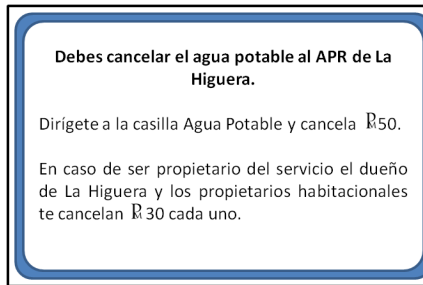 Debes cancelar el agua potable al APR de La
Higuera.
Dirígete a la casilla Agua Potable y cancela ₽50.
En caso de ser propietario del servicio el dueño
de La Higuera y los propietarios habitacionales
te cancelan ₽ 30 cada uno.